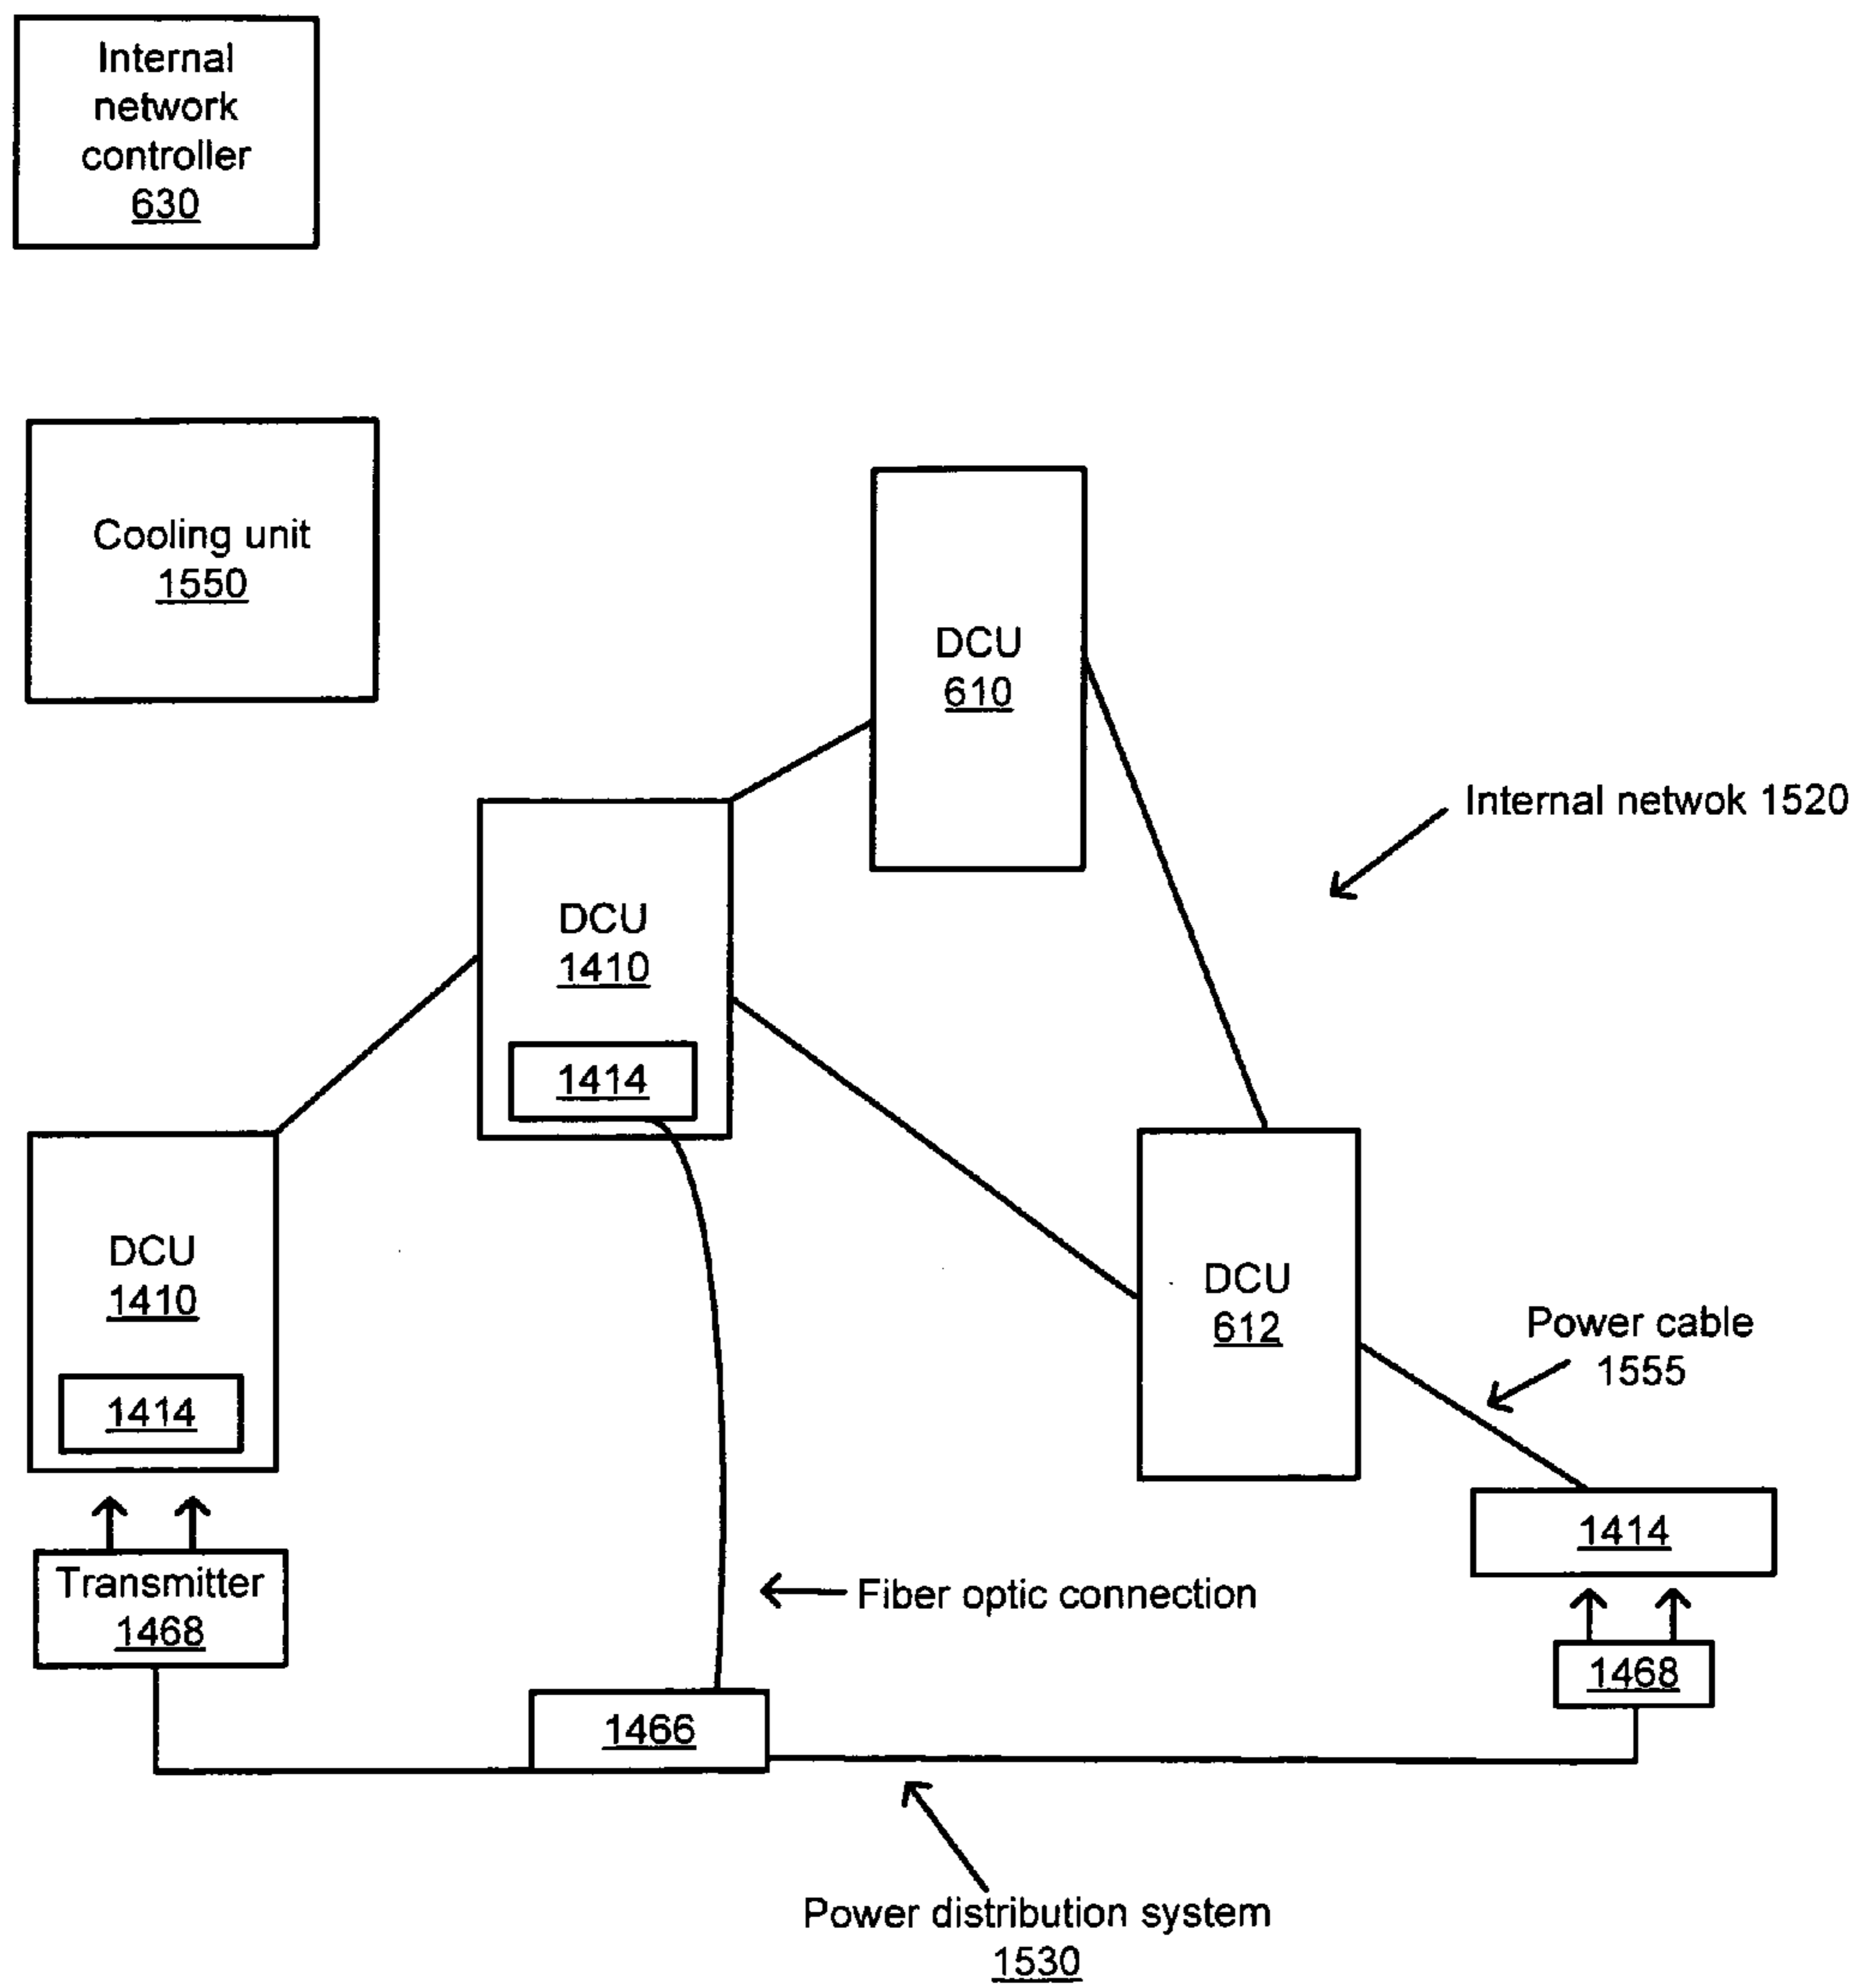 Internal
network
controller
630
Cooling unit
1550
DCU
610
Internal netwok 1520
DCU
1410
1414
DCU
1410
1414
DCU
612
Power cable
1555
1414
Transmitter
1468
Fiber optic connection
1468
1466
Power distribution system
1530